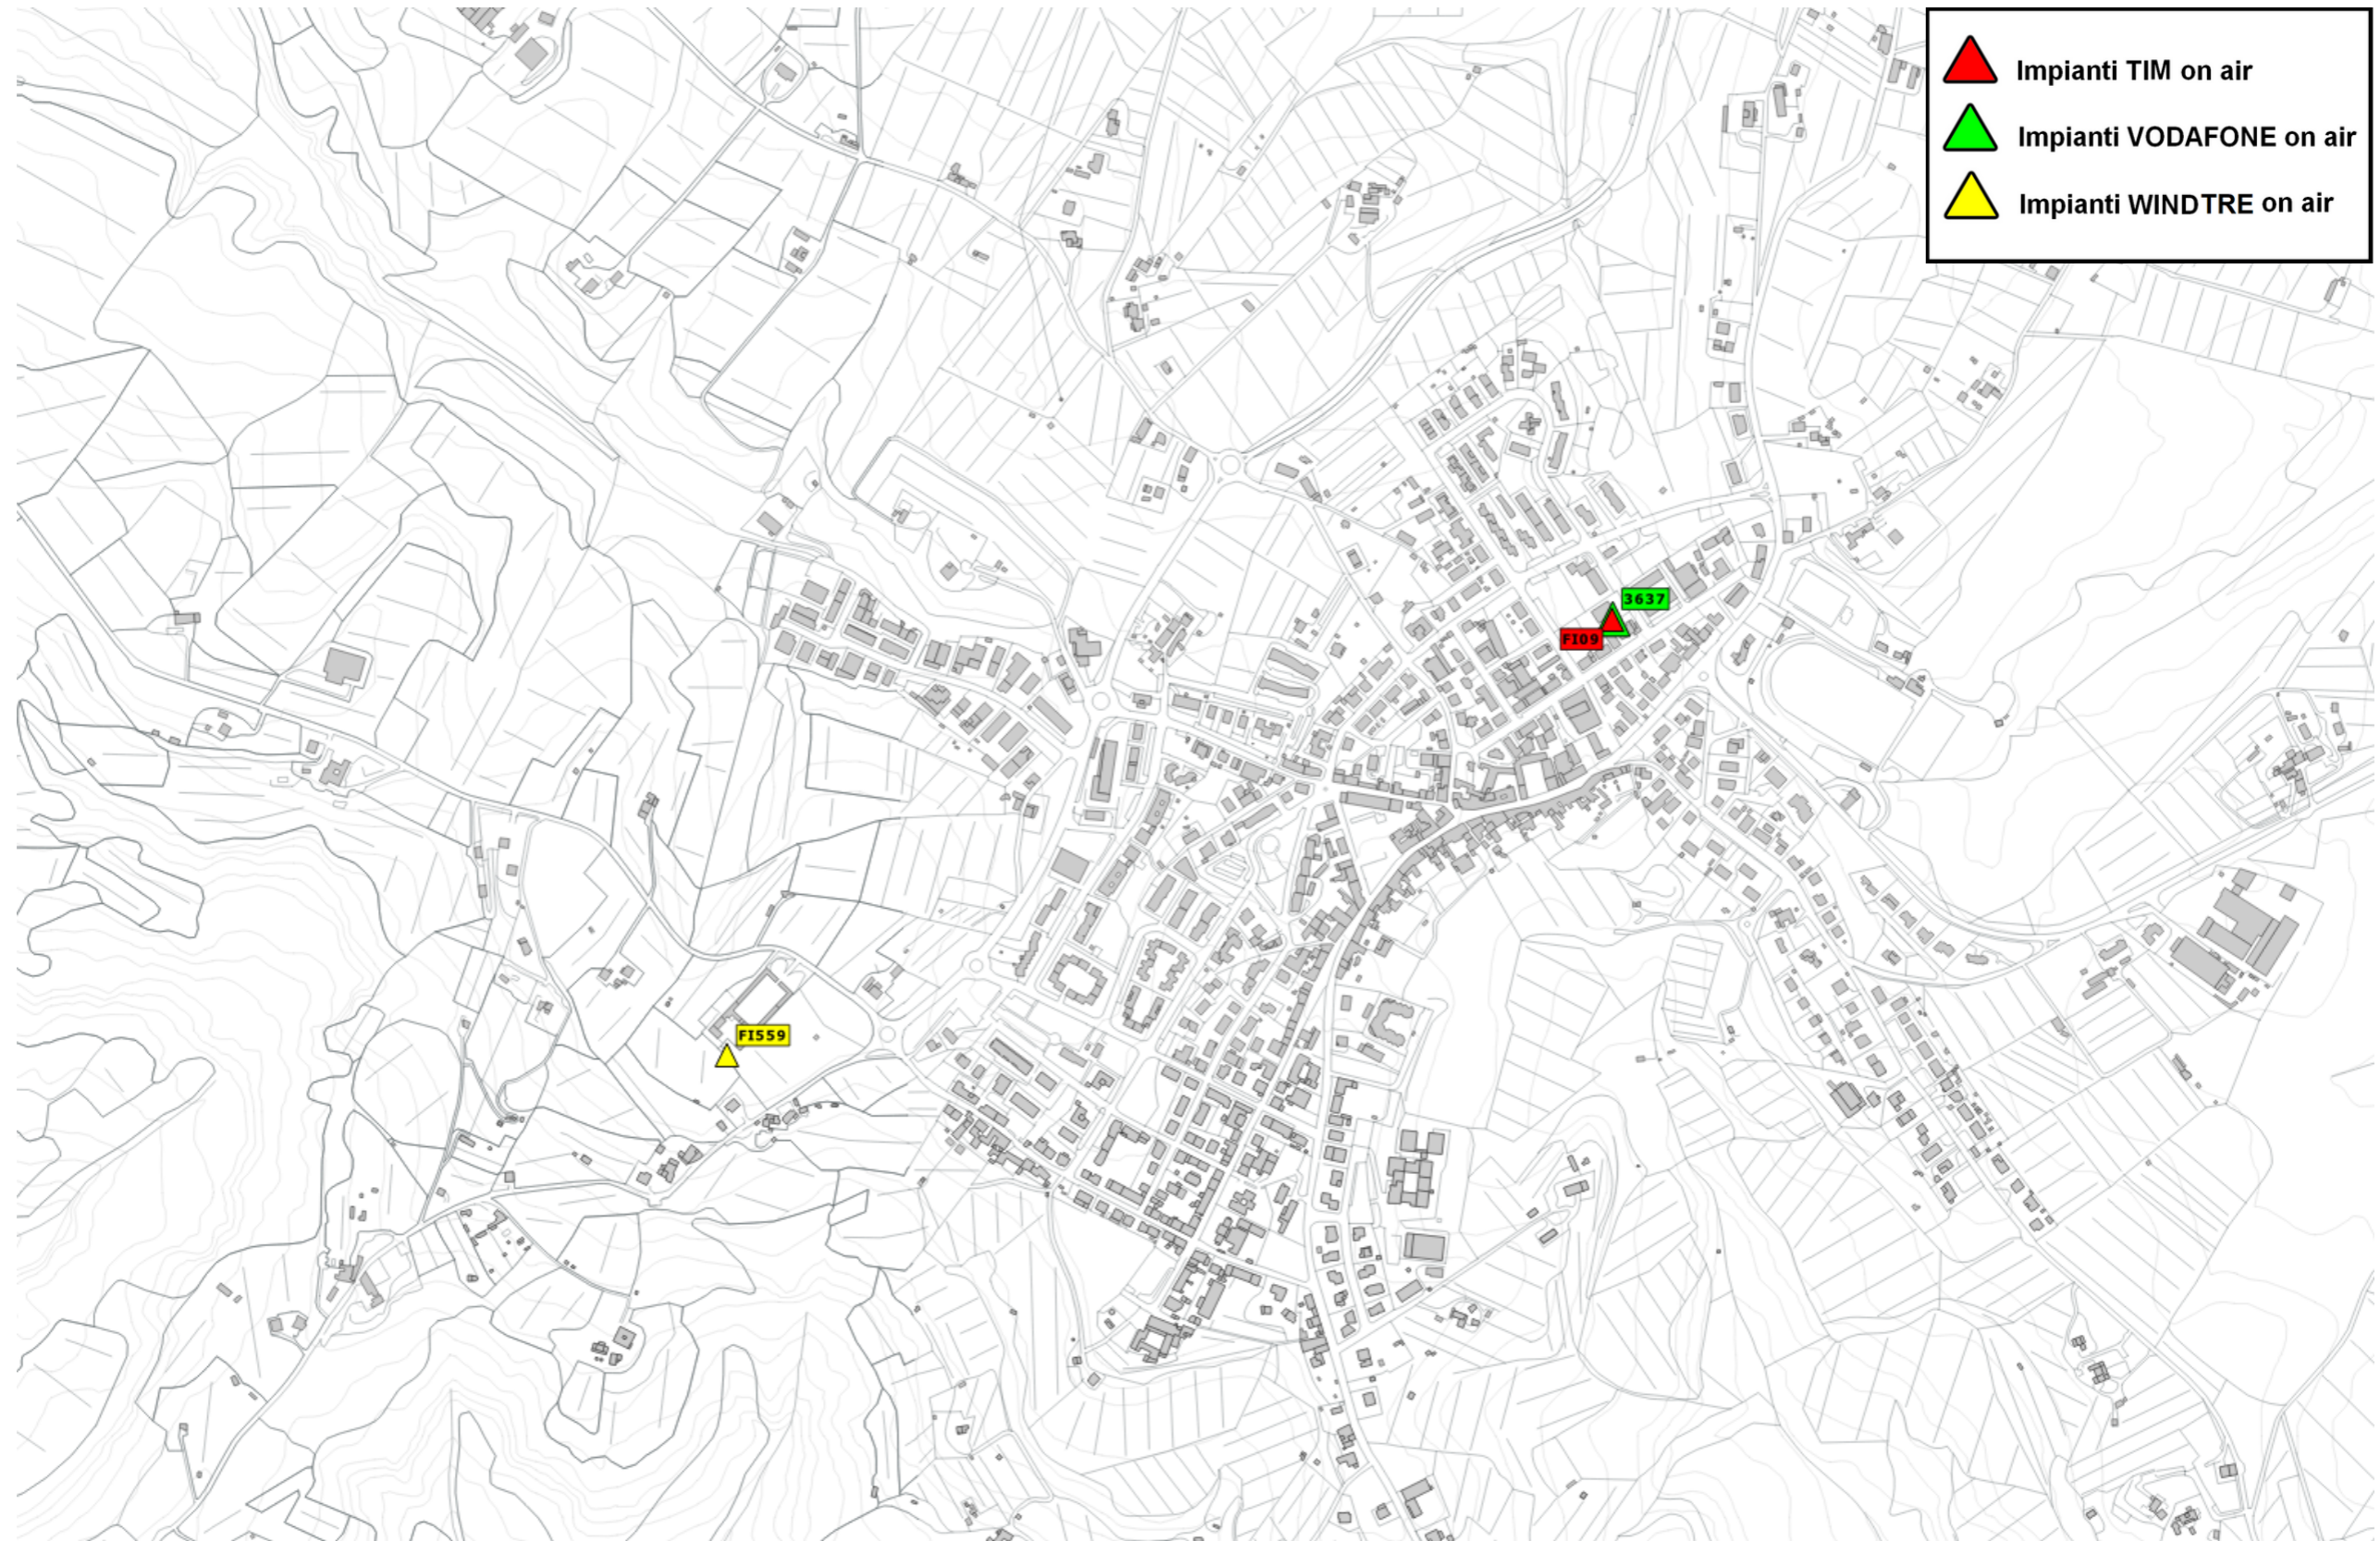 Impianti TIM on air
Impianti VODAFONE on air
Impianti WINDTRE on air
3637
FI09
FI559